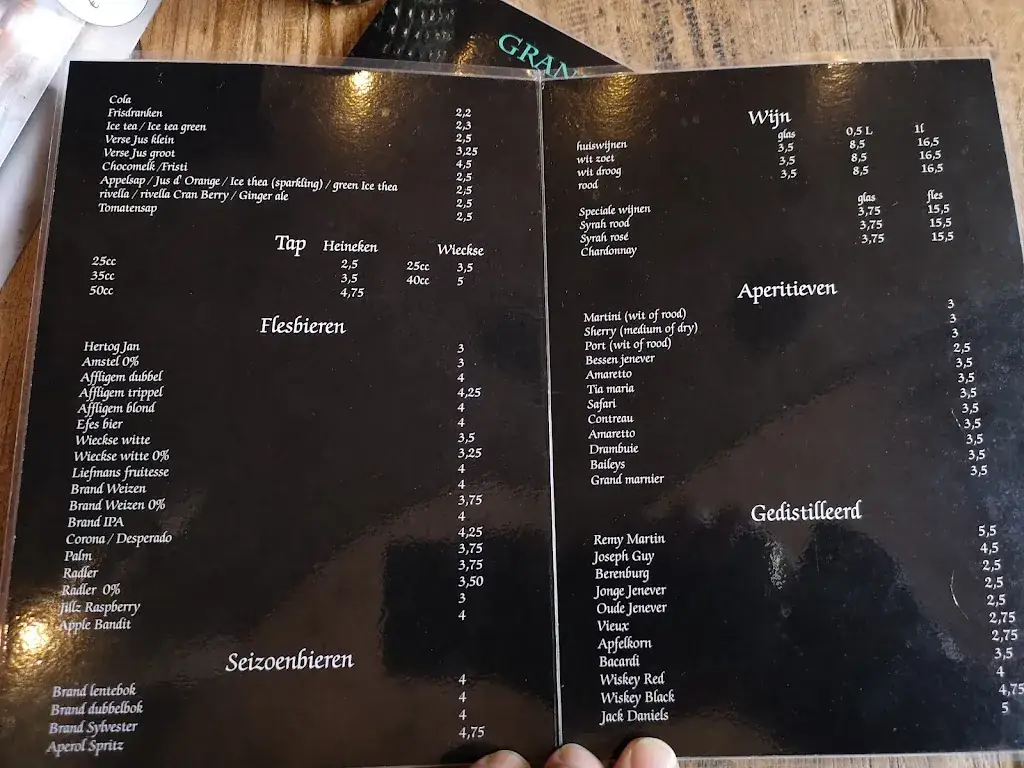 GRAN
Cola 2,2
Frisdranken 2,3
Ice tea / Ice tea green 2,5
Verse Jus klein 3,25
Verse Jus groot 4,5
Chocomelk /Fristi 2,5
Appelsap / Jus d' Orange / Ice thea (sparkling) / green Ice thea 2,5
rivella / rivella Cran Berry / Ginger ale 2,5
Tomatensap 2,5
Tap Heineken Wieckse
25cc 2,5 25cc 3,5
35cc 3,5 40cc 5
50cc 4,75
Flesbieren
Hertog Jan 3
Amstel 0% 3
Affligem dubbel 4
Affligem trippel 4,25
Affligem blond 4
Efes bier 4
Wieckse witte 3,5
Wieckse witte 0% 3,25
Liefmans fruitesse 4
Brand Weizen 4
Brand Weizen 0% 3,75
Brand IPA 4
Corona / Desperado 4,25
Palm 3,75
Radler 3,75
Radler 0% 3,50
Jillz Raspberry 3
Apple Bandit 4
Seizoenbieren
Brand lentebok 4
Brand dubbelbok 4
Brand Sylvester 4
Aperol Spritz 4,75
Wijn
glas 0,5 L 1l
huiswijnen 3,5 8,5 16,5
wit zoet 3,5 8,5 16,5
wit droog 3,5 8,5 16,5
rood
glas fles
Speciale wijnen 3,75 15,5
Syrah rood 3,75 15,5
Syrah rosé 3,75 15,5
Chardonnay
Aperitieven
Martini (wit of rood) 3
Sherry (medium of dry) 3
Port (wit of rood) 3
Bessen jenever 2,5
Amaretto 3,5
Tia maria 3,5
Safari 3,5
Contreau 3,5
Amaretto 3,5
Drambuie 3,5
Baileys 3,5
Grand marnier 3,5
Gedistilleerd
Remy Martin 5,5
Joseph Guy 4,5
Berenburg 2,5
Jonge Jenever 2,5
Oude Jenever 2,5
Vieux 2,75
Apfelkorn 2,75
Bacardi 3,5
Wiskey Red 4
Wiskey Black 4,75
Jack Daniels 5